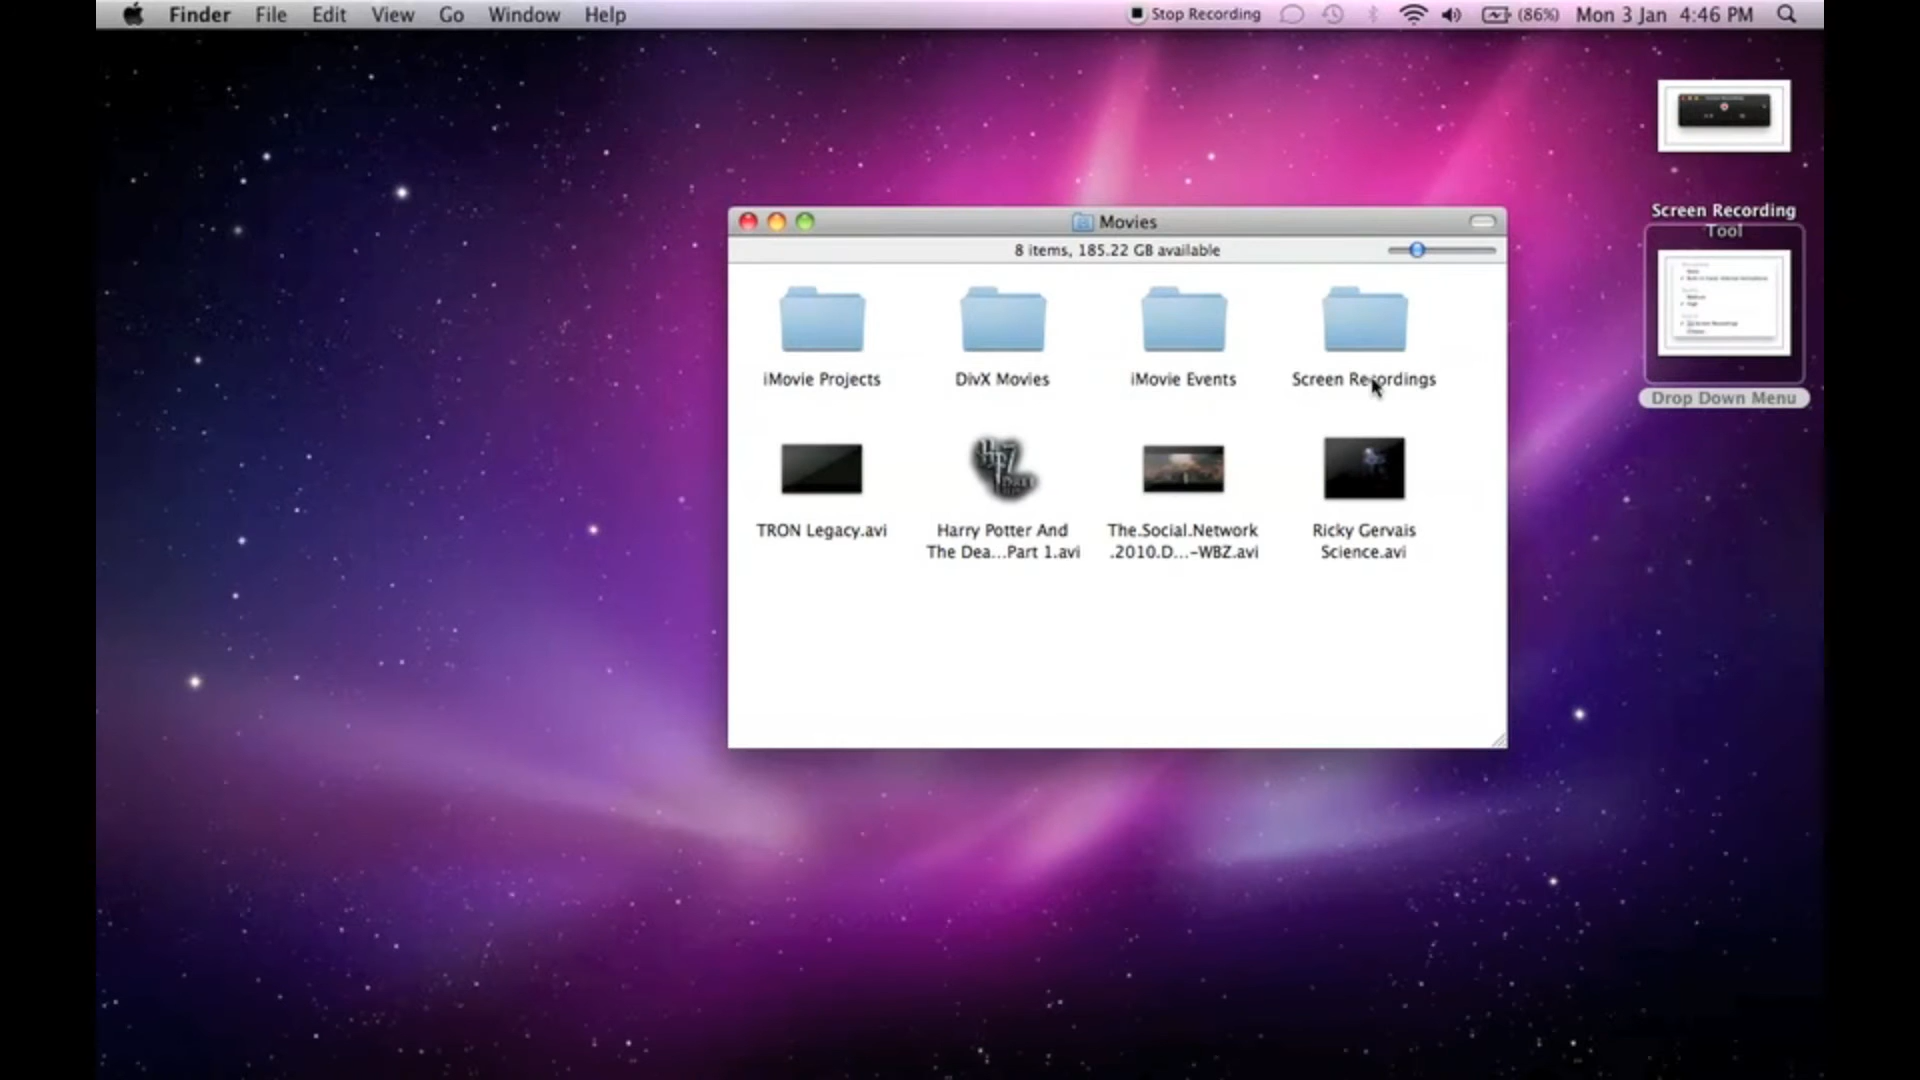 Finder File Edit View Go Window Help Stop Recording (86%) Mon 3 Jan 4:46 PM
Movies
8 items, 185.22 GB available
iMovie Projects
DivX Movies
iMovie Events
Screen Recordings
TRON Legacy.avi
Harry Potter And
The Dea...Part 1.avi
The.Social.Network
.2010.D...-WBZ.avi
Ricky Gervais
Science.avi
Screen Recording
Tool
Drop Down Menu